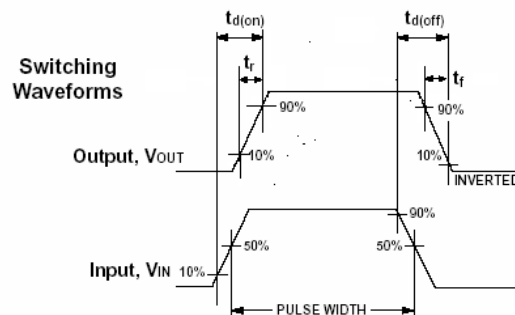 td(on)
td(off)
Switching
Waveforms
tr
tf
90%
90%
Output, VOUT
10%
10%
INVERTED
90%
50%
50%
Input, VIN
10%
PULSE WIDTH